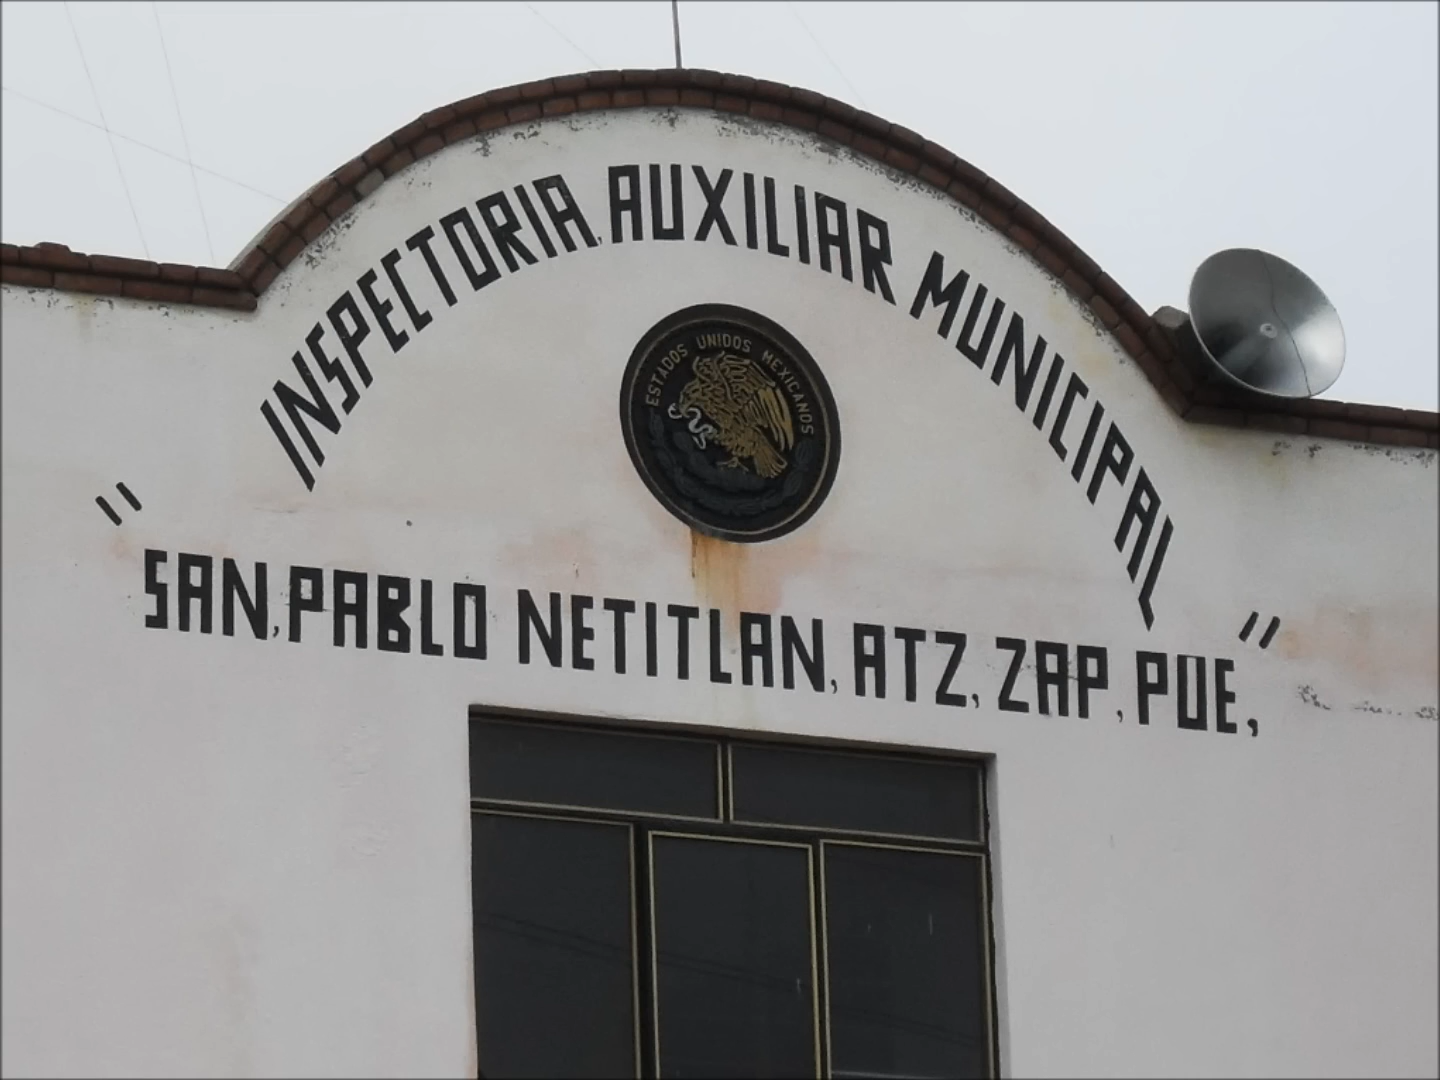 INSPECTORIA, AUXILIAR MUNICIPAL
ESTADOS UNIDOS MEXICANOS
"SAN, PABLO NETITLAN, ATZ, ZAP, PUE, "